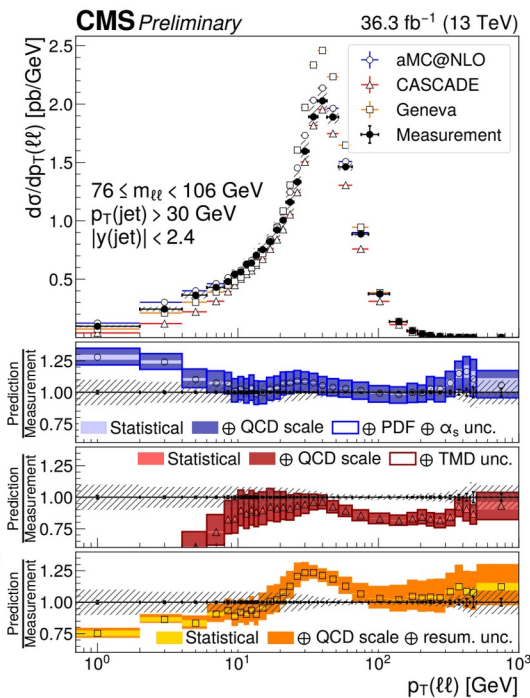 CMS Preliminary 36.3 fb⁻¹ (13 TeV)
dσ/dp_T(ℓℓ) [pb/GeV]
2.5
2.0
1.5
1.0
0.5
aMC@NLO
CASCADE
Geneva
Measurement
76 ≤ m_ℓℓ < 106 GeV
p_T(jet) > 30 GeV
|y(jet)| < 2.4
Prediction
Measurement
1.25
1.00
0.75
Statistical ⊕ QCD scale ⊕ PDF ⊕ α_s unc.
Prediction
Measurement
1.25
1.00
0.75
Statistical ⊕ QCD scale ⊕ TMD unc.
Prediction
Measurement
1.25
1.00
0.75
Statistical ⊕ QCD scale ⊕ resum. unc.
10⁰ 10¹ 10² 10³
p_T(ℓℓ) [GeV]